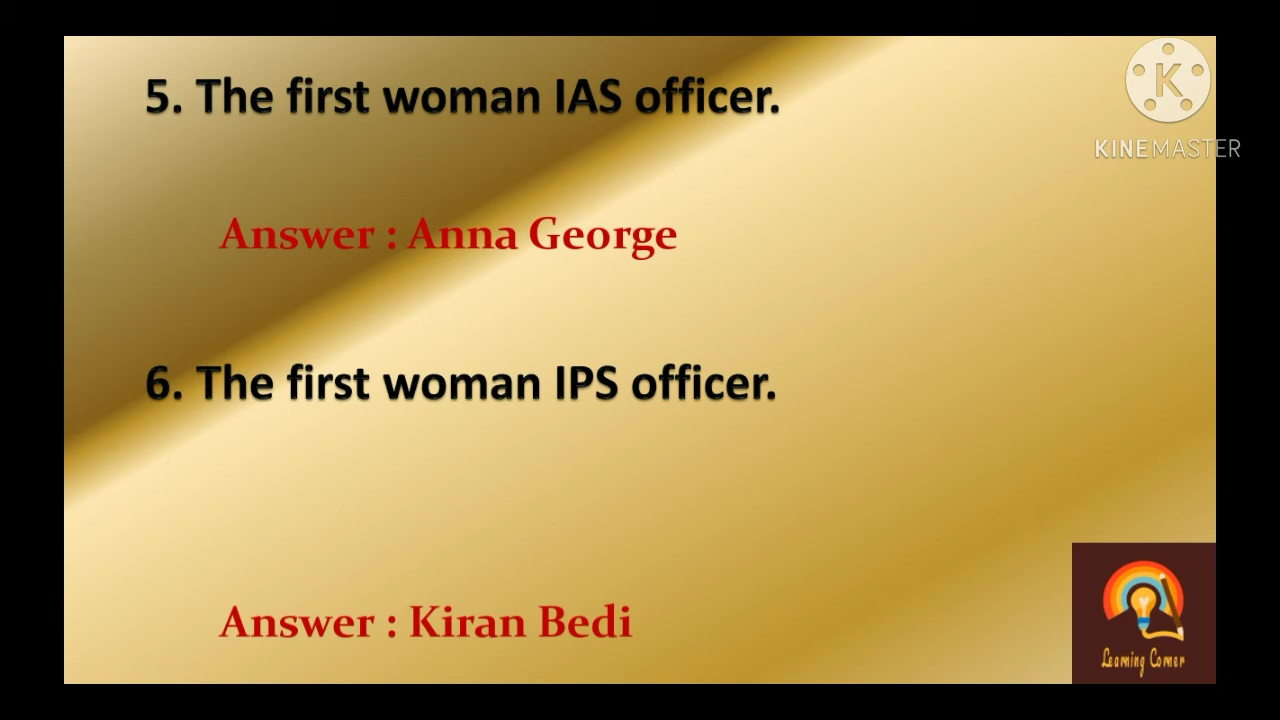 5. The first woman IAS officer.
KINEMASTER
Answer : Anna George
6. The first woman IPS officer.
Answer : Kiran Bedi
Learning Corner